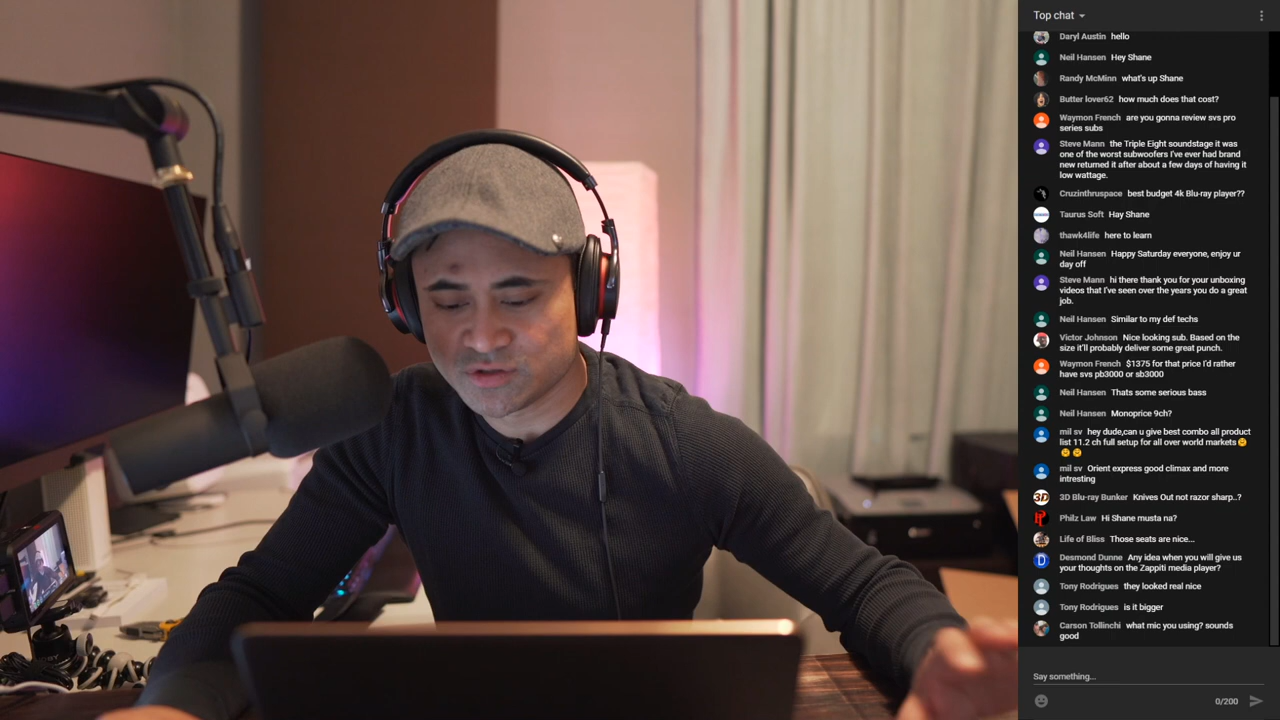 Top chat
Daryl Austin hello
Neil Hansen Hey Shane
Randy McMinn what's up Shane
Butter lover62 how much does that cost?
Waymon French are you gonna review svs pro
series subs
Steve Mann the Triple Eight soundstage it was
one of the worst subwoofers I've ever had brand
new returned it after about a few days of having it
low wattage.
Cruzinthruspace best budget 4k Blu-ray player??
Taurus Soft Hay Shane
thawk4life here to learn
Neil Hansen Happy Saturday everyone, enjoy ur
day off
Steve Mann hi there thank you for your unboxing
videos that I've seen over the years you do a great
job.
Neil Hansen Similar to my def techs
Victor Johnson Nice looking sub. Based on the
size it'll probably deliver some great punch.
Waymon French $1375 for that price I'd rather
have svs pb3000 or sb3000
Neil Hansen Thats some serious bass
Neil Hansen Monoprice 9ch?
mil sv hey dude,can u give best combo all product
list 11.2 ch full setup for all over world markets
mil sv Orient express good climax and more
intresting
3D Blu-ray Bunker Knives Out not razor sharp..?
Philz Law Hi Shane musta na?
Life of Bliss Those seats are nice...
Desmond Dunne Any idea when you will give us
your thoughts on the Zappiti media player?
Tony Rodrigues they looked real nice
Tony Rodrigues is it bigger
Carson Tollinchi what mic you using? sounds
good
Say something...
0/200